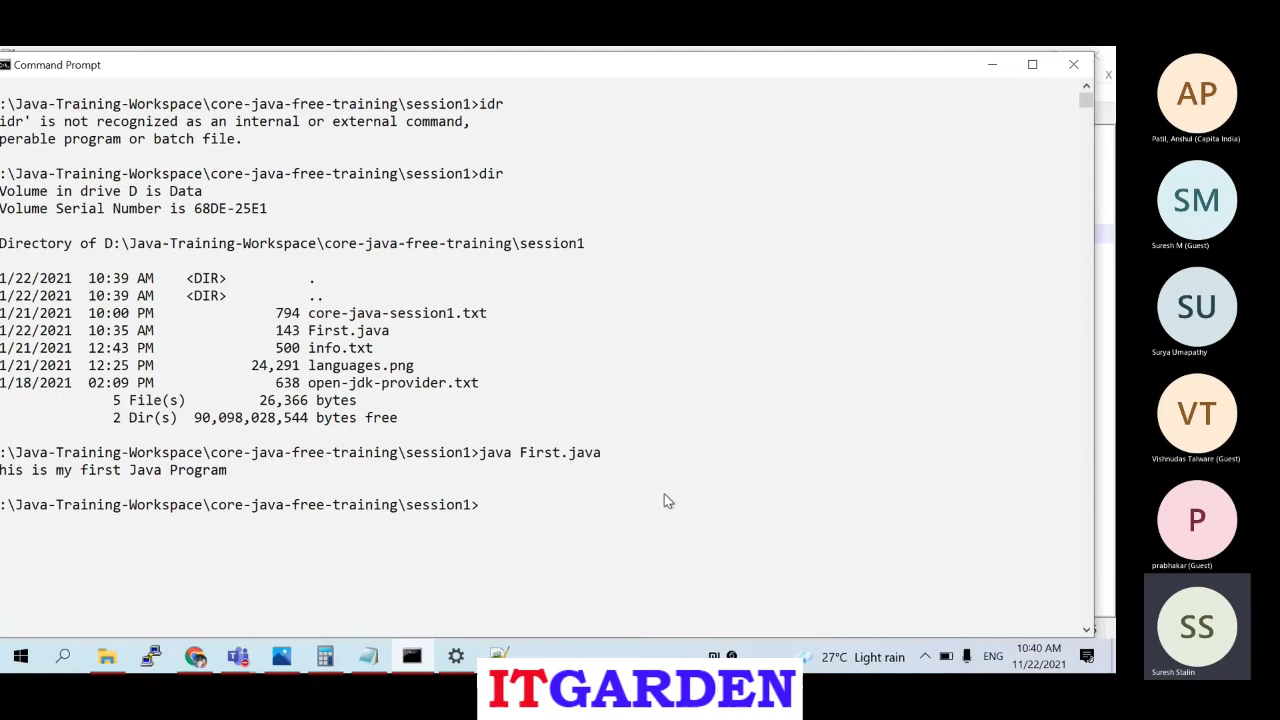 Command Prompt
:\Java-Training-Workspace\core-java-free-training\session1>idr
idr' is not recognized as an internal or external command,
perable program or batch file.
:\Java-Training-Workspace\core-java-free-training\session1>dir
Volume in drive D is Data
Volume Serial Number is 68DE-25E1
Directory of D:\Java-Training-Workspace\core-java-free-training\session1
1/22/2021 10:39 AM <DIR> .
1/22/2021 10:39 AM <DIR> ..
1/21/2021 10:00 PM 794 core-java-session1.txt
1/22/2021 10:35 AM 143 First.java
1/21/2021 12:43 PM 500 info.txt
1/21/2021 12:25 PM 24,291 languages.png
1/18/2021 02:09 PM 638 open-jdk-provider.txt
5 File(s) 26,366 bytes
2 Dir(s) 90,098,028,544 bytes free
:\Java-Training-Workspace\core-java-free-training\session1>java First.java
his is my first Java Program
:\Java-Training-Workspace\core-java-free-training\session1>
AP
Patil, Anshul (Capita India)
SM
Suresh M (Guest)
SU
Surya Umapathy
VT
Vishnudas Talware (Guest)
P
prabhakar (Guest)
SS
Suresh Stalin
27°C Light rain
ENG
10:40 AM
11/22/2021
ITGARDEN